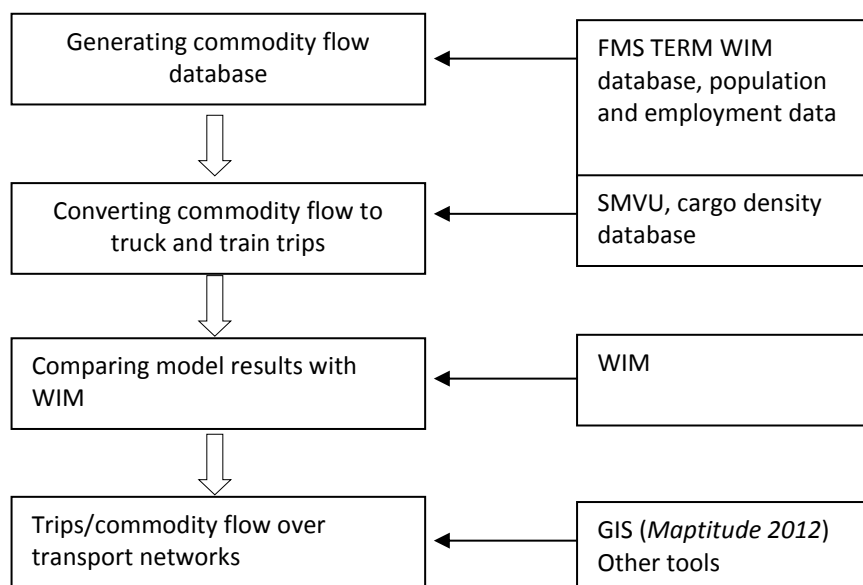 Generating commodity flow
database
FMS TERM WIM
database, population
and employment data
Converting commodity flow to
truck and train trips
SMVU, cargo density
database
Comparing model results with
WIM
WIM
Trips/commodity flow over
transport networks
GIS (Maptitude 2012)
Other tools